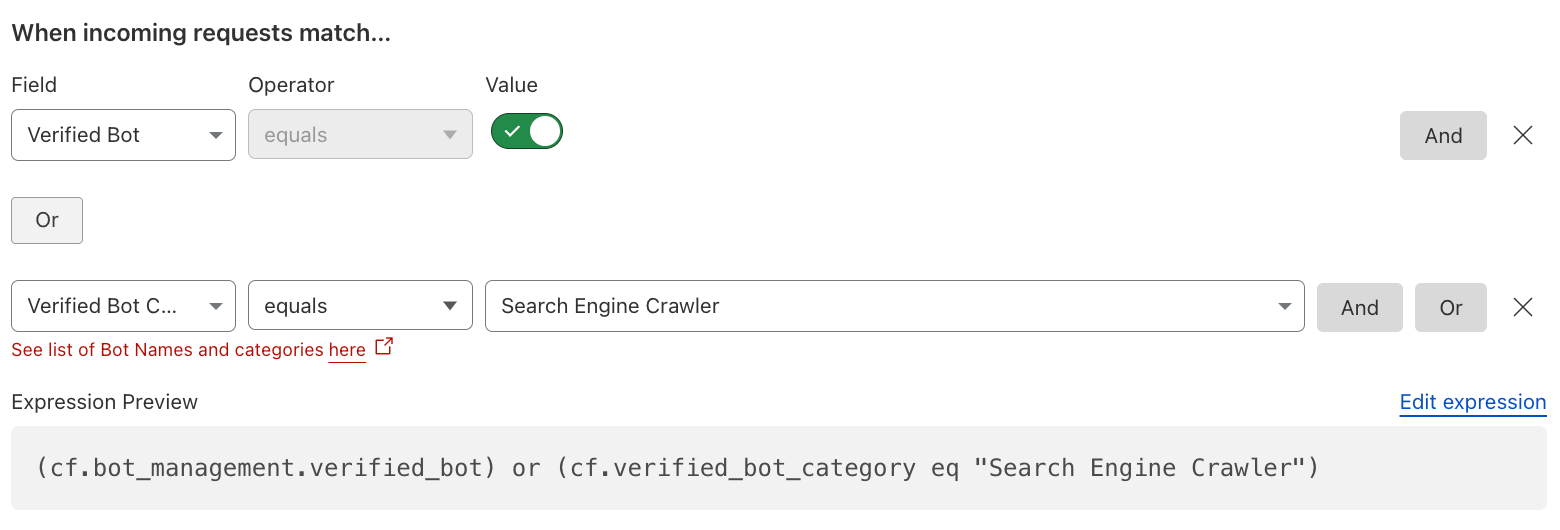 When incoming requests match...
Field Operator Value
Verified Bot equals And
Or
Verified Bot C... equals Search Engine Crawler And Or
See list of Bot Names and categories here
Expression Preview Edit expression
(cf.bot_management.verified_bot) or (cf.verified_bot_category eq "Search Engine Crawler")